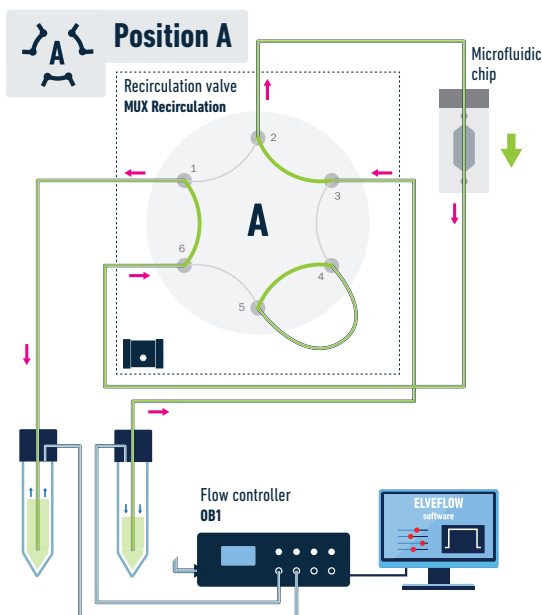 A
Position A
Microfluidic
chip
Recirculation valve
MUX Recirculation
2
1
3
A
6
4
5
Flow controller
OB1
ELVEFLOW
software